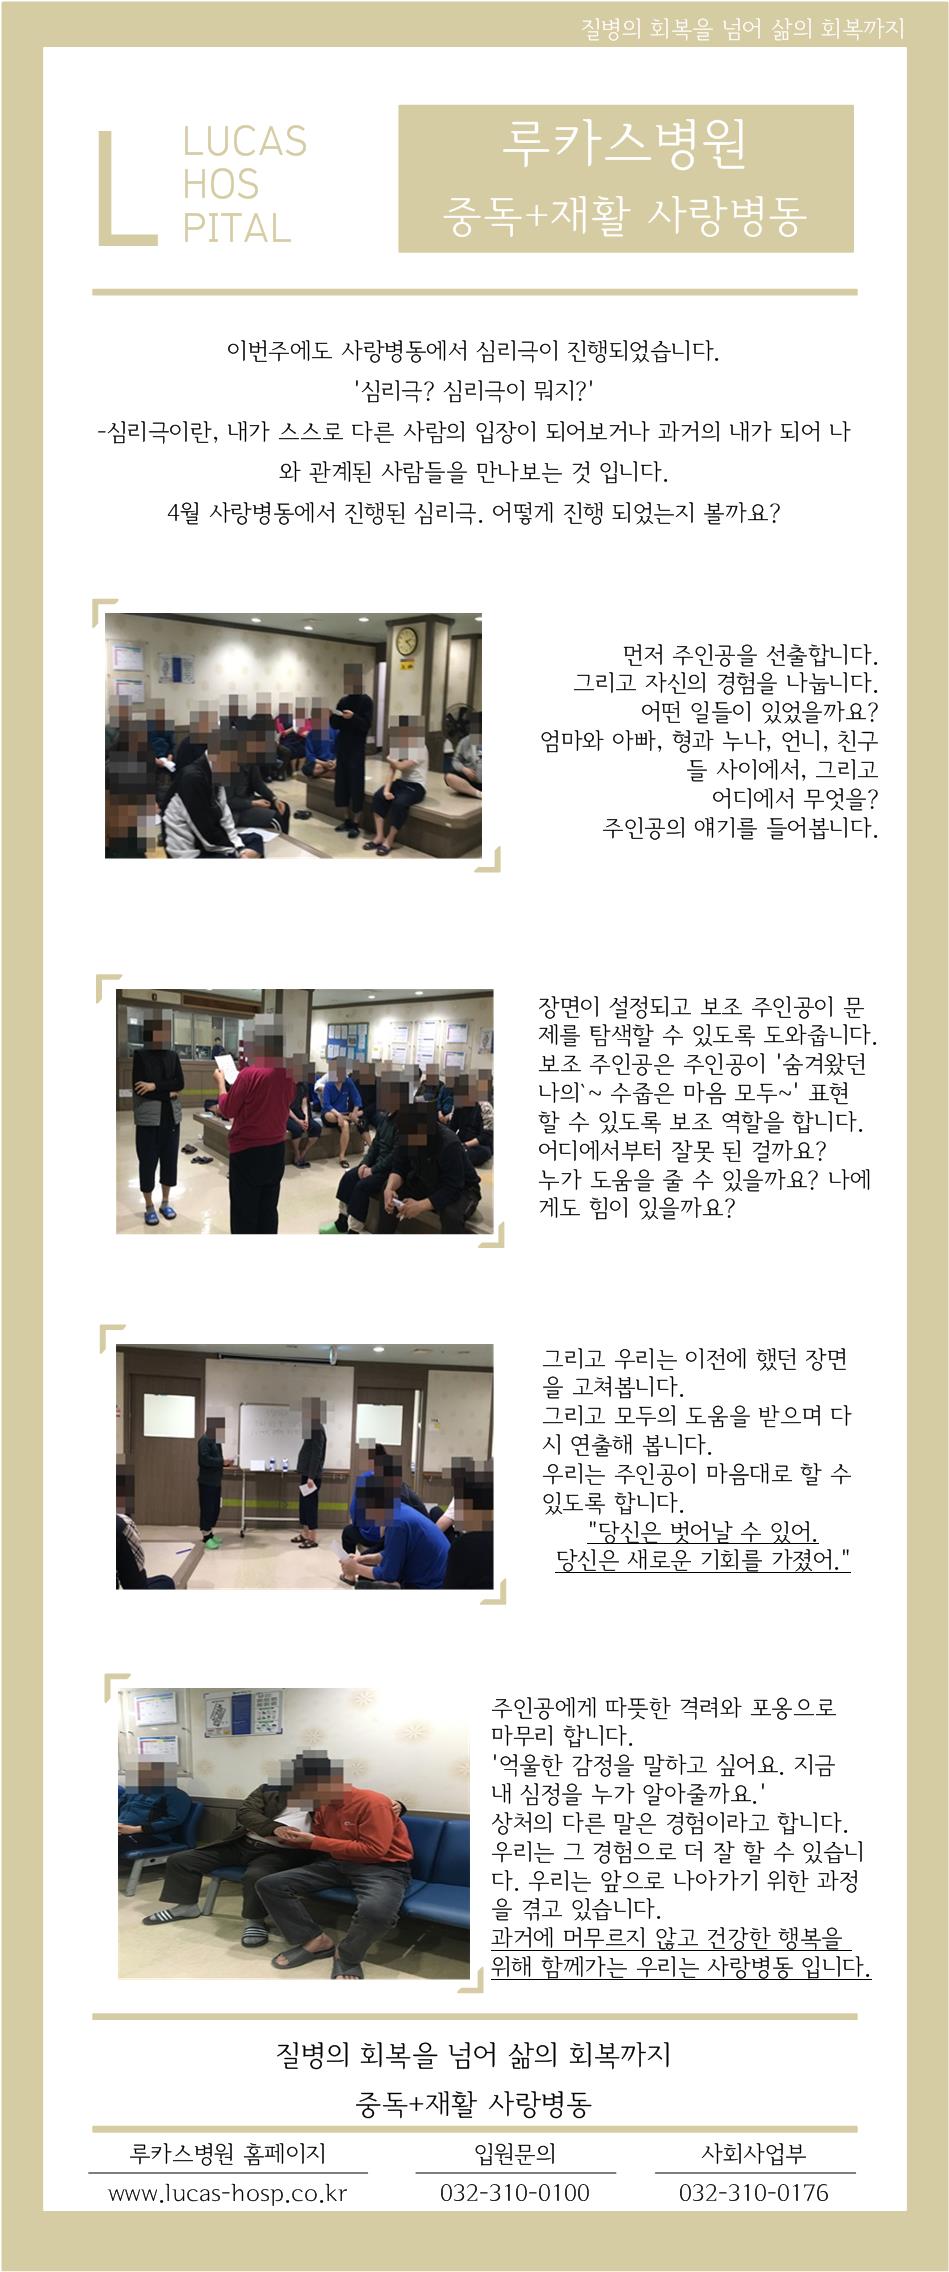 질병의 회복을 넘어 삶의 회복까지
L
LUCAS
HOS
PITAL
루카스병원
중독+재활 사랑병동
이번주에도 사랑병동에서 심리극이 진행되었습니다.
'심리극? 심리극이 뭐지?'
-심리극이란, 내가 스스로 다른 사람의 입장이 되어보거나 과거의 내가 되어 나
와 관계된 사람들을 만나보는 것 입니다.
4월 사랑병동에서 진행된 심리극. 어떻게 진행 되었는지 볼까요?
먼저 주인공을 선출합니다.
그리고 자신의 경험을 나눕니다.
어떤 일들이 있었을까요?
엄마와 아빠, 형과 누나, 언니, 친구
들 사이에서, 그리고
어디에서 무엇을?
주인공의 얘기를 들어봅니다.
장면이 설정되고 보조 주인공이 문
제를 탐색할 수 있도록 도와줍니다.
보조 주인공은 주인공이 '숨겨왔던
나의`~ 수줍은 마음 모두~' 표현
할 수 있도록 보조 역할을 합니다.
어디에서부터 잘못 된 걸까요?
누가 도움을 줄 수 있을까요? 나에
게도 힘이 있을까요?
그리고 우리는 이전에 했던 장면
을 고쳐봅니다.
그리고 모두의 도움을 받으며 다
시 연출해 봅니다.
우리는 주인공이 마음대로 할 수
있도록 합니다.
"당신은 벗어날 수 있어.
당신은 새로운 기회를 가졌어."
주인공에게 따뜻한 격려와 포옹으로
마무리 합니다.
'억울한 감정을 말하고 싶어요. 지금
내 심정을 누가 알아줄까요.'
상처의 다른 말은 경험이라고 합니다.
우리는 그 경험으로 더 잘 할 수 있습니
다. 우리는 앞으로 나아가기 위한 과정
을 겪고 있습니다.
과거에 머무르지 않고 건강한 행복을
위해 함께가는 우리는 사랑병동 입니다.
질병의 회복을 넘어 삶의 회복까지
중독+재활 사랑병동
루카스병원 홈페이지
www.lucas-hosp.co.kr
입원문의
032-310-0100
사회사업부
032-310-0176